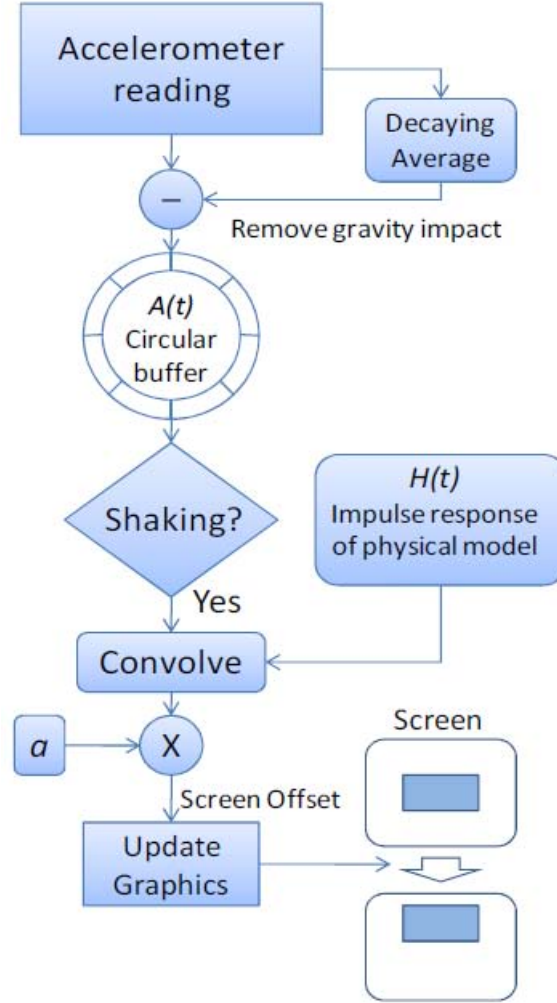 Accelerometer
reading
Decaying
Average
–
Remove gravity impact
A(t)
Circular
buffer
Shaking?
H(t)
Impulse response
of physical model
Yes
Convolve
a
X
Screen
Screen Offset
Update
Graphics